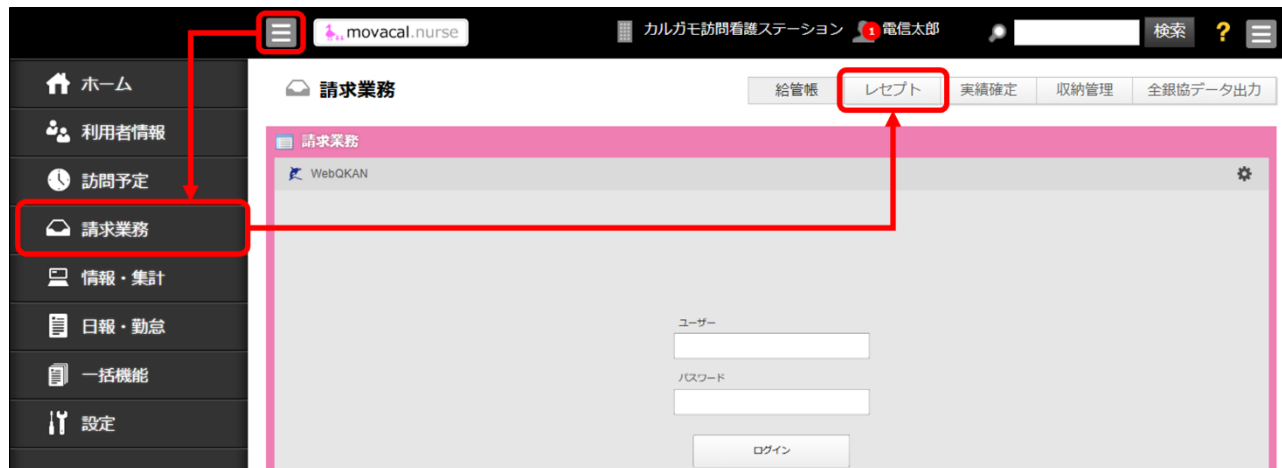 movacal.nurse
カルガモ訪問看護ステーション
1
電信太郎
検索
?
ホーム
利用者情報
訪問予定
請求業務
情報・集計
日報・勤怠
一括機能
設定
請求業務
給管帳
レセプト
実績確定
収納管理
全銀協データ出力
請求業務
WebQKAN
ユーザー
パスワード
ログイン